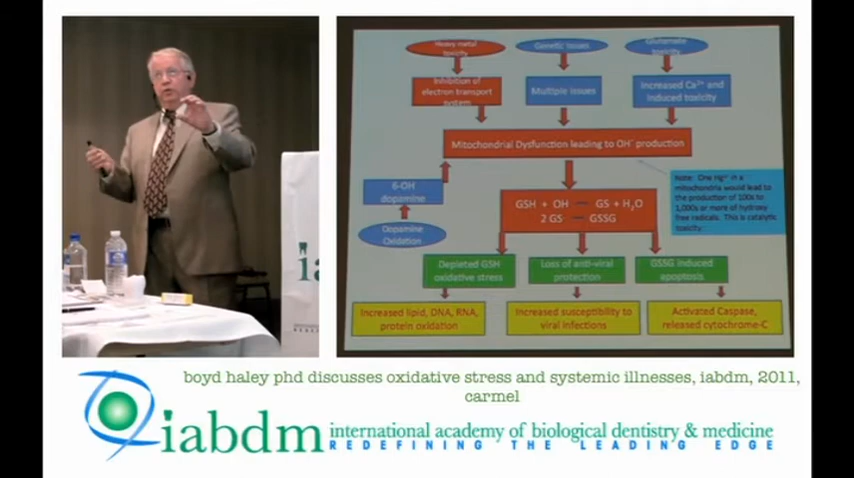 Heavy metal
toxicity
Genetic issues
Glutamate
toxicity
Inhibition of
electron transport
system
Multiple issues
Increased Ca²⁺ and
induced toxicity
Mitochondrial Dysfunction leading to OH⁻ production
6-OH
dopamine
Dopamine
Oxidation
GSH + OH GS + H₂O
2 GS GSSG
Note: One Hg²⁺ in a
mitochondria would lead to
the production of 100s to
1,000s or more of hydroxy
free radicals. This is catalytic
toxicity.
Depleted GSH
oxidative stress
Loss of anti-viral
protection
GSSG induced
apoptosis
Increased lipid, DNA, RNA,
protein oxidation
Increased susceptibility to
viral infections
Activated Caspase,
released cytochrome-C
boyd haley phd discusses oxidative stress and systemic illnesses, iabdm, 2011,
carmel
iabdm international academy of biological dentistry & medicine
REDEFINING THE LEADING EDGE